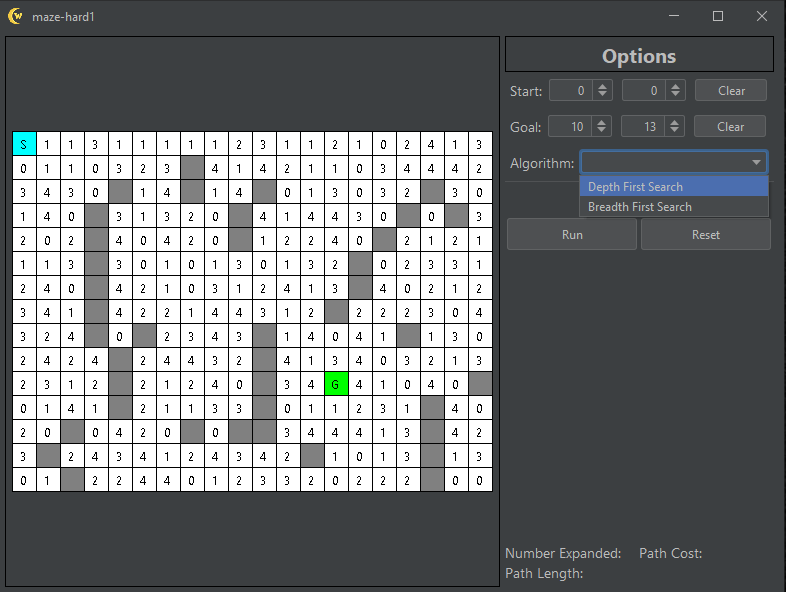 maze-hard1
S 1 1 3 1 1 1 1 1 2 3 1 1 2 1 0 2 4 1 3
0 1 1 0 3 2 3 4 1 4 2 1 1 0 3 4 4 4 2
3 4 3 0 1 4 1 4 0 1 3 0 3 2 3 0
1 4 0 3 1 3 2 0 4 1 4 4 3 0 0 3
2 0 2 4 0 4 2 0 1 2 2 4 0 2 1 2 1
1 1 3 3 0 1 0 1 3 0 1 3 2 0 2 3 3 1
2 4 0 4 2 1 0 3 1 2 4 1 3 4 0 2 1 2
3 4 1 4 2 2 1 4 4 3 1 2 2 2 2 3 0 4
3 2 4 0 2 3 4 3 1 4 0 4 1 1 3 0
2 4 2 4 2 4 4 3 2 4 1 3 4 0 3 2 1 3
2 3 1 2 2 1 2 4 0 3 4 G 4 1 0 4 0
0 1 4 1 2 1 1 3 3 0 1 1 2 3 1 4 0
2 0 0 4 2 0 0 3 4 4 4 1 3 4 2
3 2 4 3 4 1 2 4 3 4 2 1 0 1 3 1 3
0 1 2 2 4 4 0 1 2 3 3 2 0 2 2 2 0 0
Options
Start: 0 0 Clear
Goal: 10 13 Clear
Algorithm:
Depth First Search
Breadth First Search
Run Reset
Number Expanded: Path Cost:
Path Length: